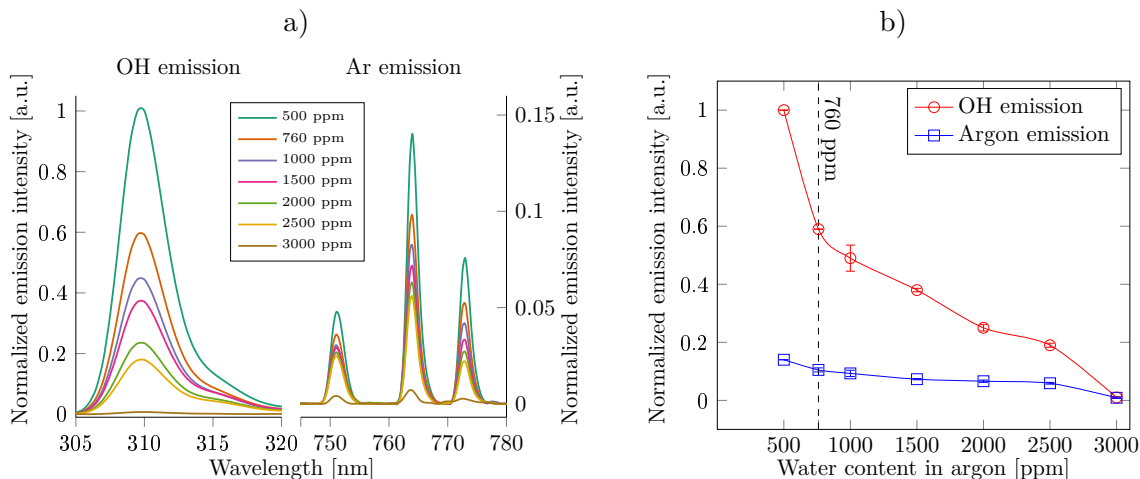 a)
OH emission
Ar emission
Normalized emission intensity [a.u.]
1
0.8
0.6
0.4
0.2
0
305
310
315
320
500 ppm
760 ppm
1000 ppm
1500 ppm
2000 ppm
2500 ppm
3000 ppm
750
760
770
780
Wavelength [nm]
0.15
0.1
0.05
0
Normalized emission intensity [a.u.]
b)
Normalized emission intensity [a.u.]
1
0.8
0.6
0.4
0.2
0
760 ppm
OH emission
Argon emission
500
1000
1500
2000
2500
3000
Water content in argon [ppm]